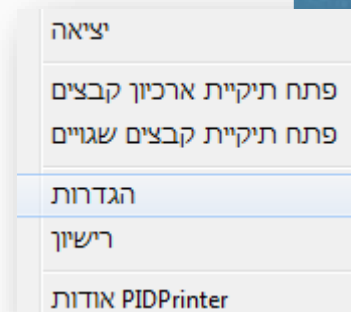 יציאה
פתח תיקיית ארכיון קבצים
פתח תיקיית קבצים שגויים
הגדרות
רישיון
PIDPrinter אודות